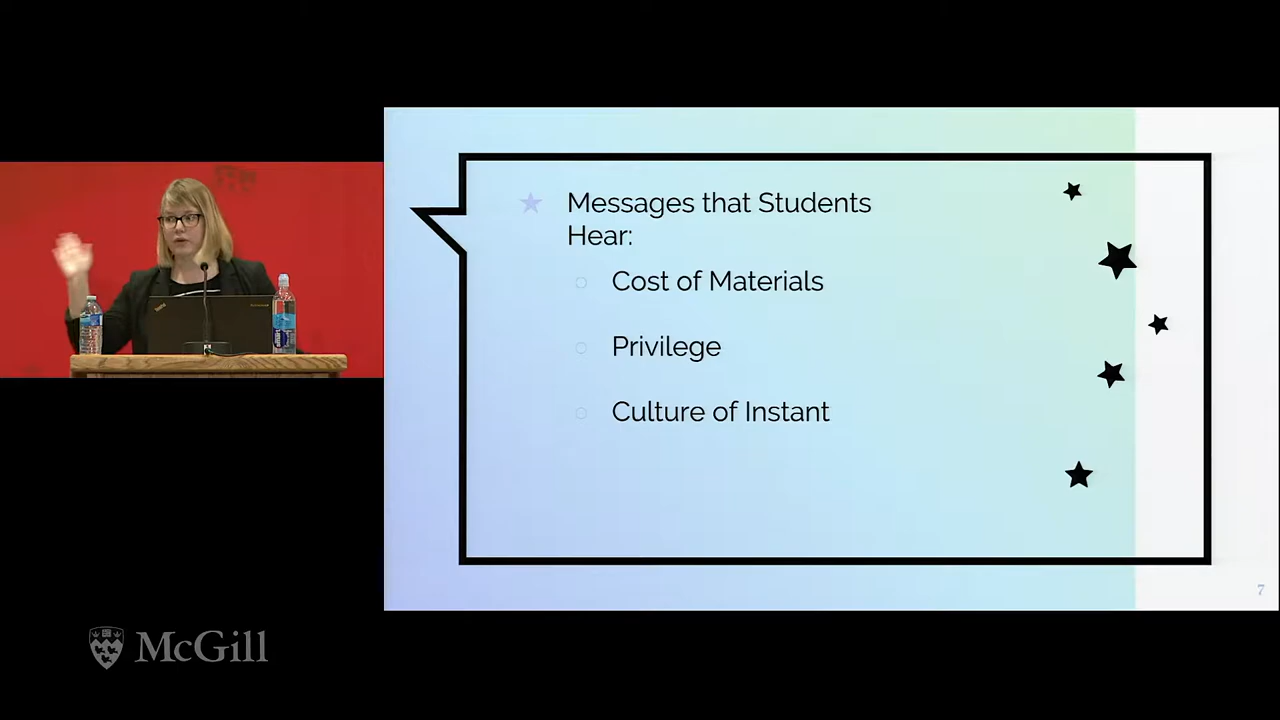 Messages that Students
Hear:
Cost of Materials
Privilege
Culture of Instant
7
McGill